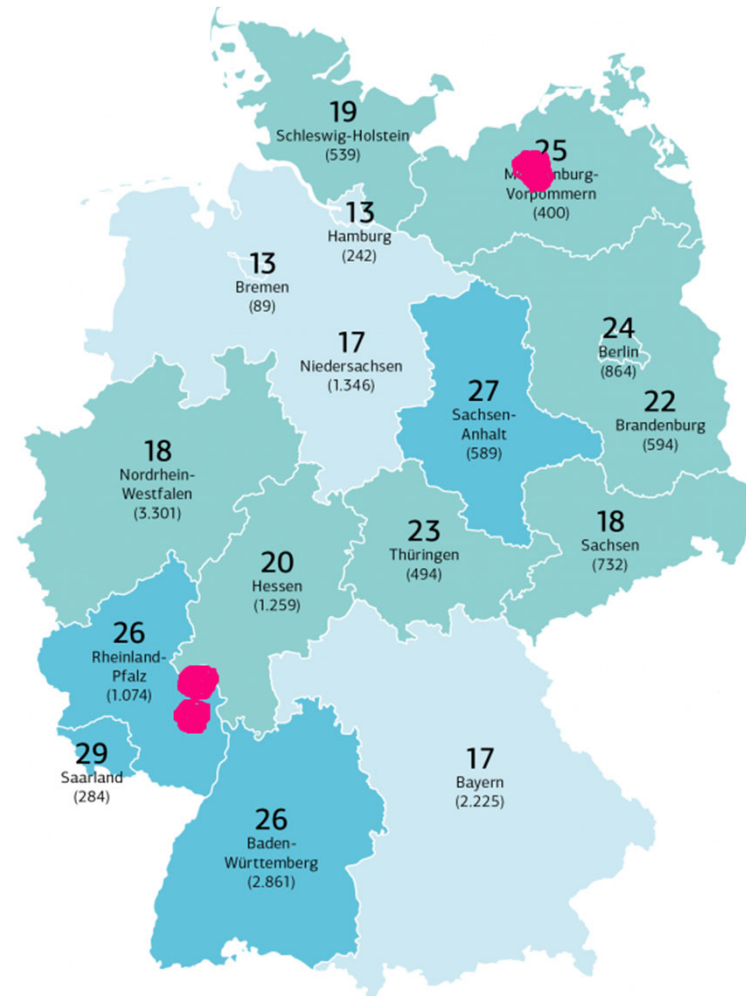 19
Schleswig-Holstein
(539)
25
Vorpommern
(400)
13
Hamburg
(242)
13
Bremen
(89)
17
Niedersachsen
(1.346)
24
Berlin
(864)
27
Sachsen-
Anhalt
(589)
22
Brandenburg
(594)
18
Nordrhein-
Westfalen
(3.301)
20
Hessen
(1.259)
23
Thüringen
(494)
18
Sachsen
(732)
26
Rheinland-
Pfalz
(1.074)
29
Saarland
(284)
26
Baden-
Württemberg
(2.861)
17
Bayern
(2.225)